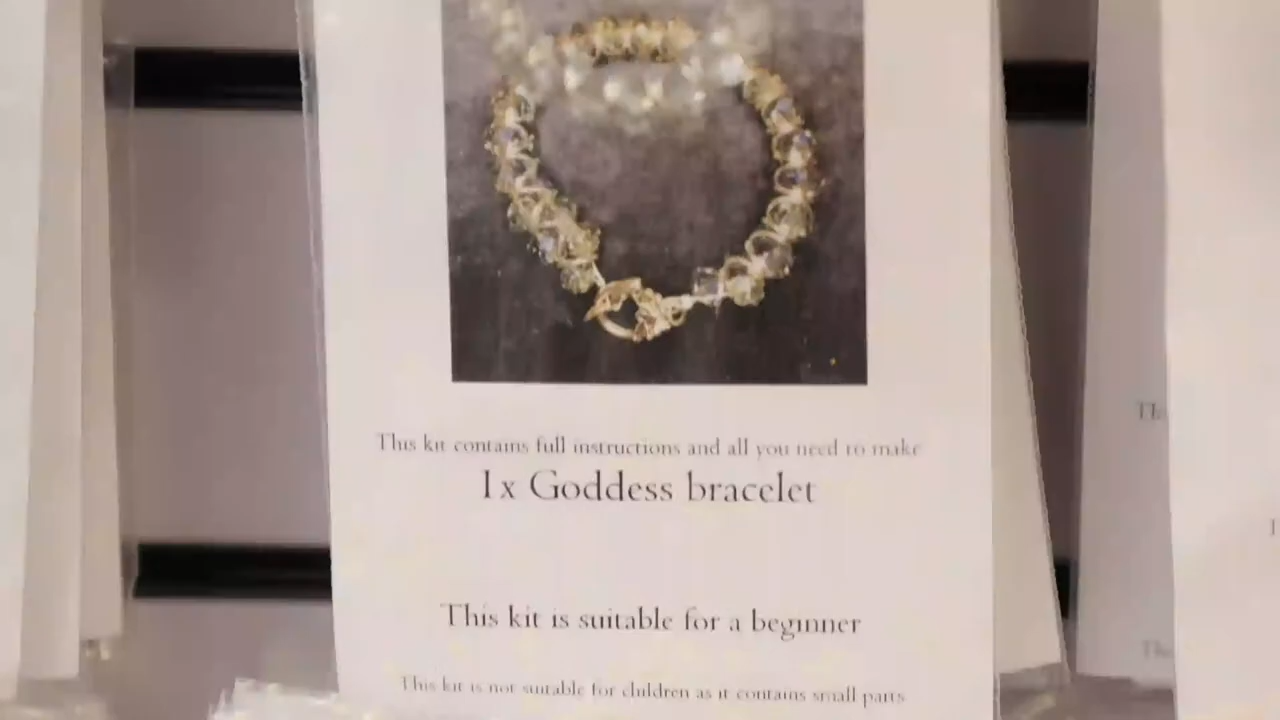 This kit contains full instructions and all you need to make
1x Goddess bracelet
This kit is suitable for a beginner
This kit is not suitable for children as it contains small parts